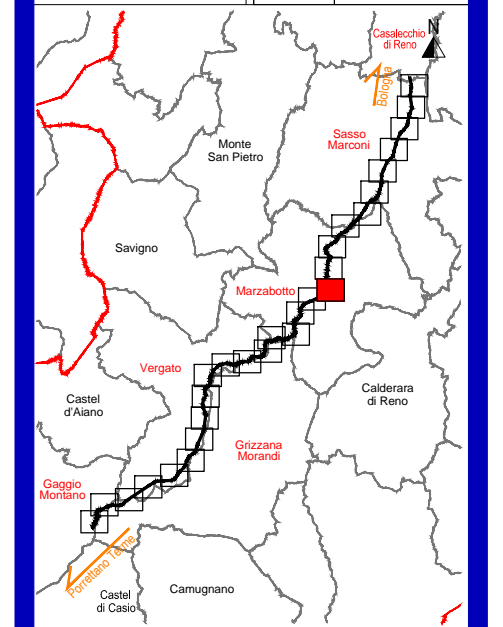 Casalecchio
di Reno
N
Bologna
Monte
San Pietro
Sasso
Marconi
Savigno
Marzabotto
Vergato
Castel
d'Aiano
Calderara
di Reno
Grizzana
Morandi
Gaggio
Montano
Porrettano Terme
Castel
di Casio
Camugnano